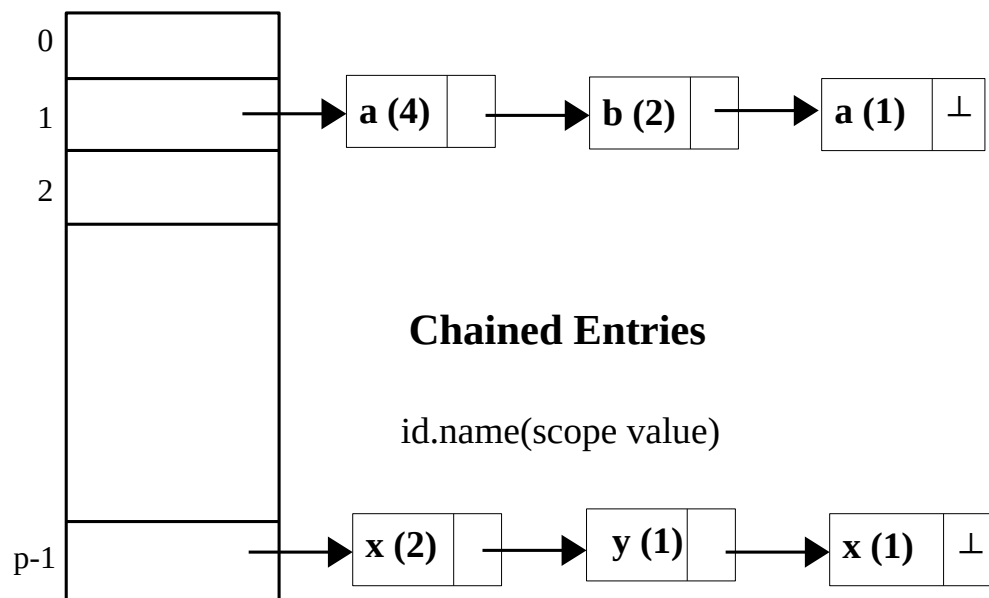 0
1 a (4) b (2) a (1) ⊥
2
Chained Entries
id.name(scope value)
p-1 x (2) y (1) x (1) ⊥